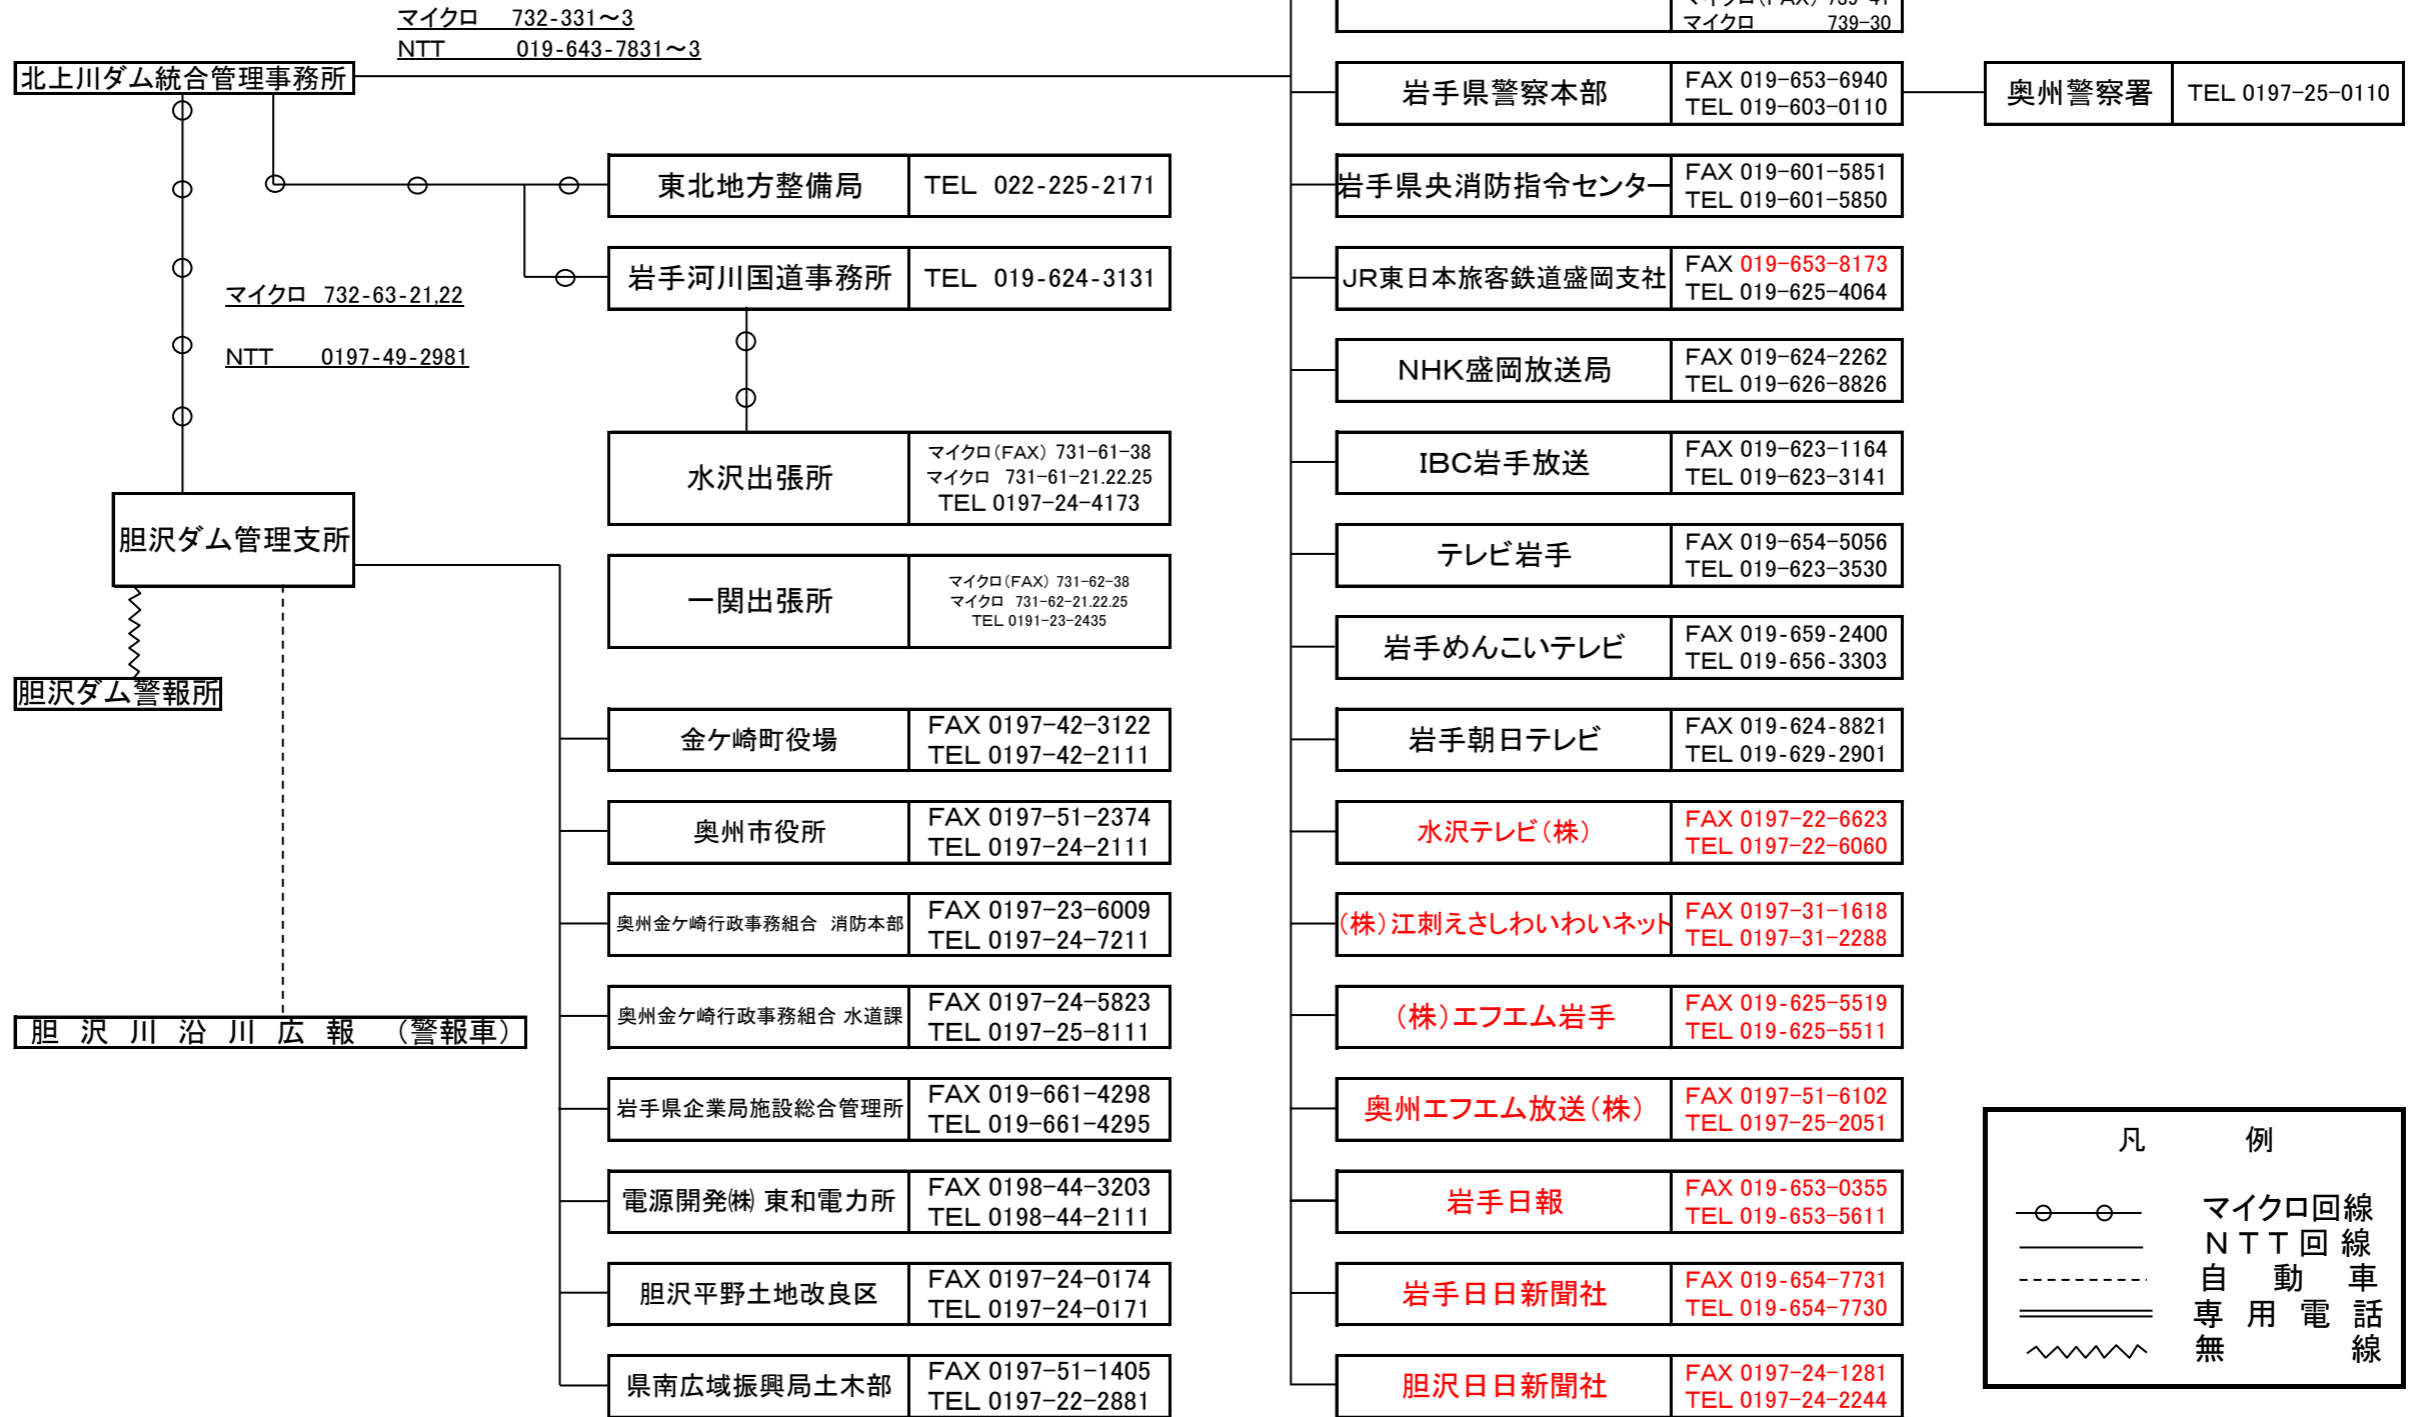 マイクロ 732-331～3
NTT 019-643-7831～3
北上川ダム統合管理事務所
マイクロ 732-63-21,22
NTT 0197-49-2981
胆沢ダム管理支所
胆沢ダム警報所
胆沢川沿川広報 （警報車）
東北地方整備局 TEL 022-225-2171
岩手河川国道事務所 TEL 019-624-3131
水沢出張所
マイクロ（FAX） 731-61-38
マイクロ 731-61-21.22.25
TEL 0197-24-4173
一関出張所
マイクロ（FAX） 731-62-38
マイクロ 731-62-21.22.25
TEL 0191-23-2435
金ケ崎町役場
FAX 0197-42-3122
TEL 0197-42-2111
奥州市役所
FAX 0197-51-2374
TEL 0197-24-2111
奥州金ケ崎行政事務組合 消防本部
FAX 0197-23-6009
TEL 0197-24-7211
奥州金ケ崎行政事務組合 水道課
FAX 0197-24-5823
TEL 0197-25-8111
岩手県企業局施設総合管理所
FAX 019-661-4298
TEL 019-661-4295
電源開発㈱ 東和電力所
FAX 0198-44-3203
TEL 0198-44-2111
胆沢平野土地改良区
FAX 0197-24-0174
TEL 0197-24-0171
県南広域振興局土木部
FAX 0197-51-1405
TEL 0197-22-2881
マイクロ（FAX） 739-41
マイクロ 739-30
岩手県警察本部
FAX 019-653-6940
TEL 019-603-0110
奥州警察署 TEL 0197-25-0110
岩手県央消防指令センター
FAX 019-601-5851
TEL 019-601-5850
JR東日本旅客鉄道盛岡支社
FAX 019-653-8173
TEL 019-625-4064
NHK盛岡放送局
FAX 019-624-2262
TEL 019-626-8826
IBC岩手放送
FAX 019-623-1164
TEL 019-623-3141
テレビ岩手
FAX 019-654-5056
TEL 019-623-3530
岩手めんこいテレビ
FAX 019-659-2400
TEL 019-656-3303
岩手朝日テレビ
FAX 019-624-8821
TEL 019-629-2901
水沢テレビ（株）
FAX 0197-22-6623
TEL 0197-22-6060
（株）江刺えさしわいわいネット
FAX 0197-31-1618
TEL 0197-31-2288
（株）エフエム岩手
FAX 019-625-5519
TEL 019-625-5511
奥州エフエム放送（株）
FAX 0197-51-6102
TEL 0197-25-2051
岩手日報
FAX 019-653-0355
TEL 019-653-5611
岩手日日新聞社
FAX 019-654-7731
TEL 019-654-7730
胆沢日日新聞社
FAX 0197-24-1281
TEL 0197-24-2244
凡 例
マイクロ回線
NTT回線
自動車
専用電話
無線